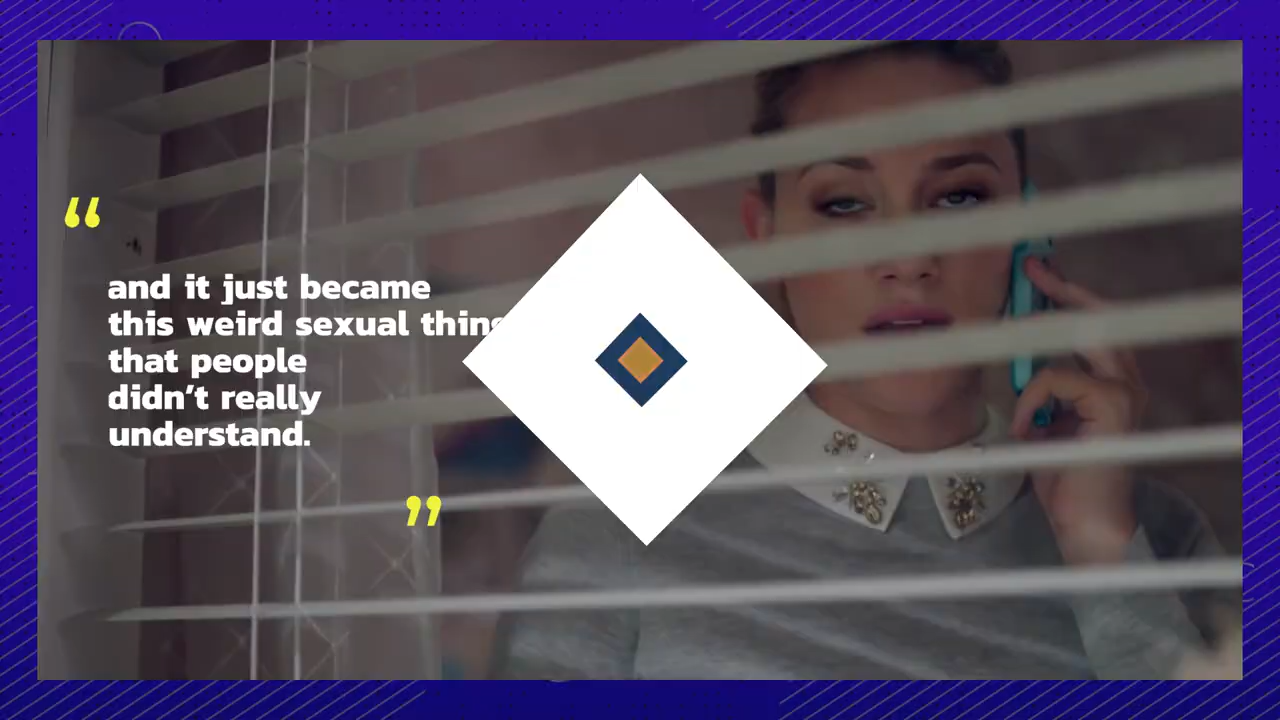 “
and it just became
this weird sexual thing
that people
didn’t really
understand.
”